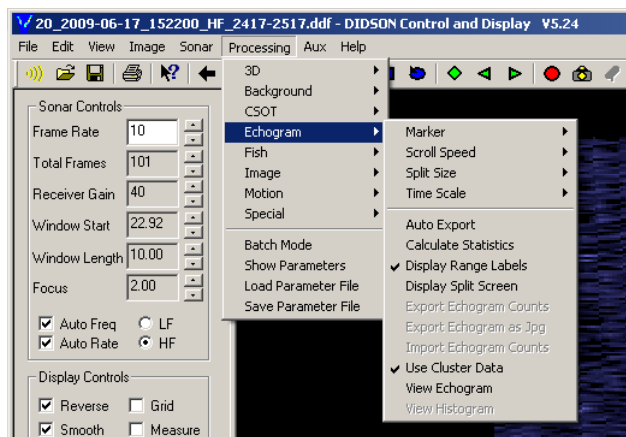 20_2009-06-17_152200_HF_2417-2517.ddf - DIDSON Control and Display V5.24
File Edit View Image Sonar Processing Aux Help
Sonar Controls
Frame Rate 10
Total Frames 101
Receiver Gain 40
Window Start 22.92
Window Length 10.00
Focus 2.00
Auto Freq LF
Auto Rate HF
Display Controls
Reverse Grid
Smooth Measure
3D
Background
CSOT
Echogram
Fish
Image
Motion
Special
Batch Mode
Show Parameters
Load Parameter File
Save Parameter File
Marker
Scroll Speed
Split Size
Time Scale
Auto Export
Calculate Statistics
Display Range Labels
Display Split Screen
Export Echogram Counts
Export Echogram as Jpg
Import Echogram Counts
Use Cluster Data
View Echogram
View Histogram